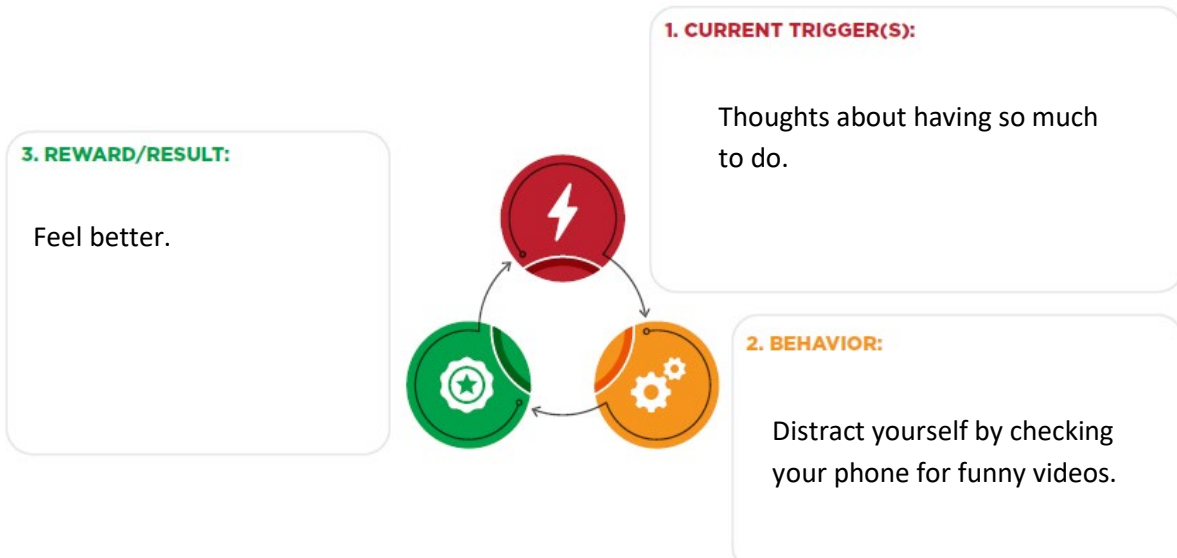 1. CURRENT TRIGGER(S):
Thoughts about having so much
to do.
2. BEHAVIOR:
Distract yourself by checking
your phone for funny videos.
3. REWARD/RESULT:
Feel better.